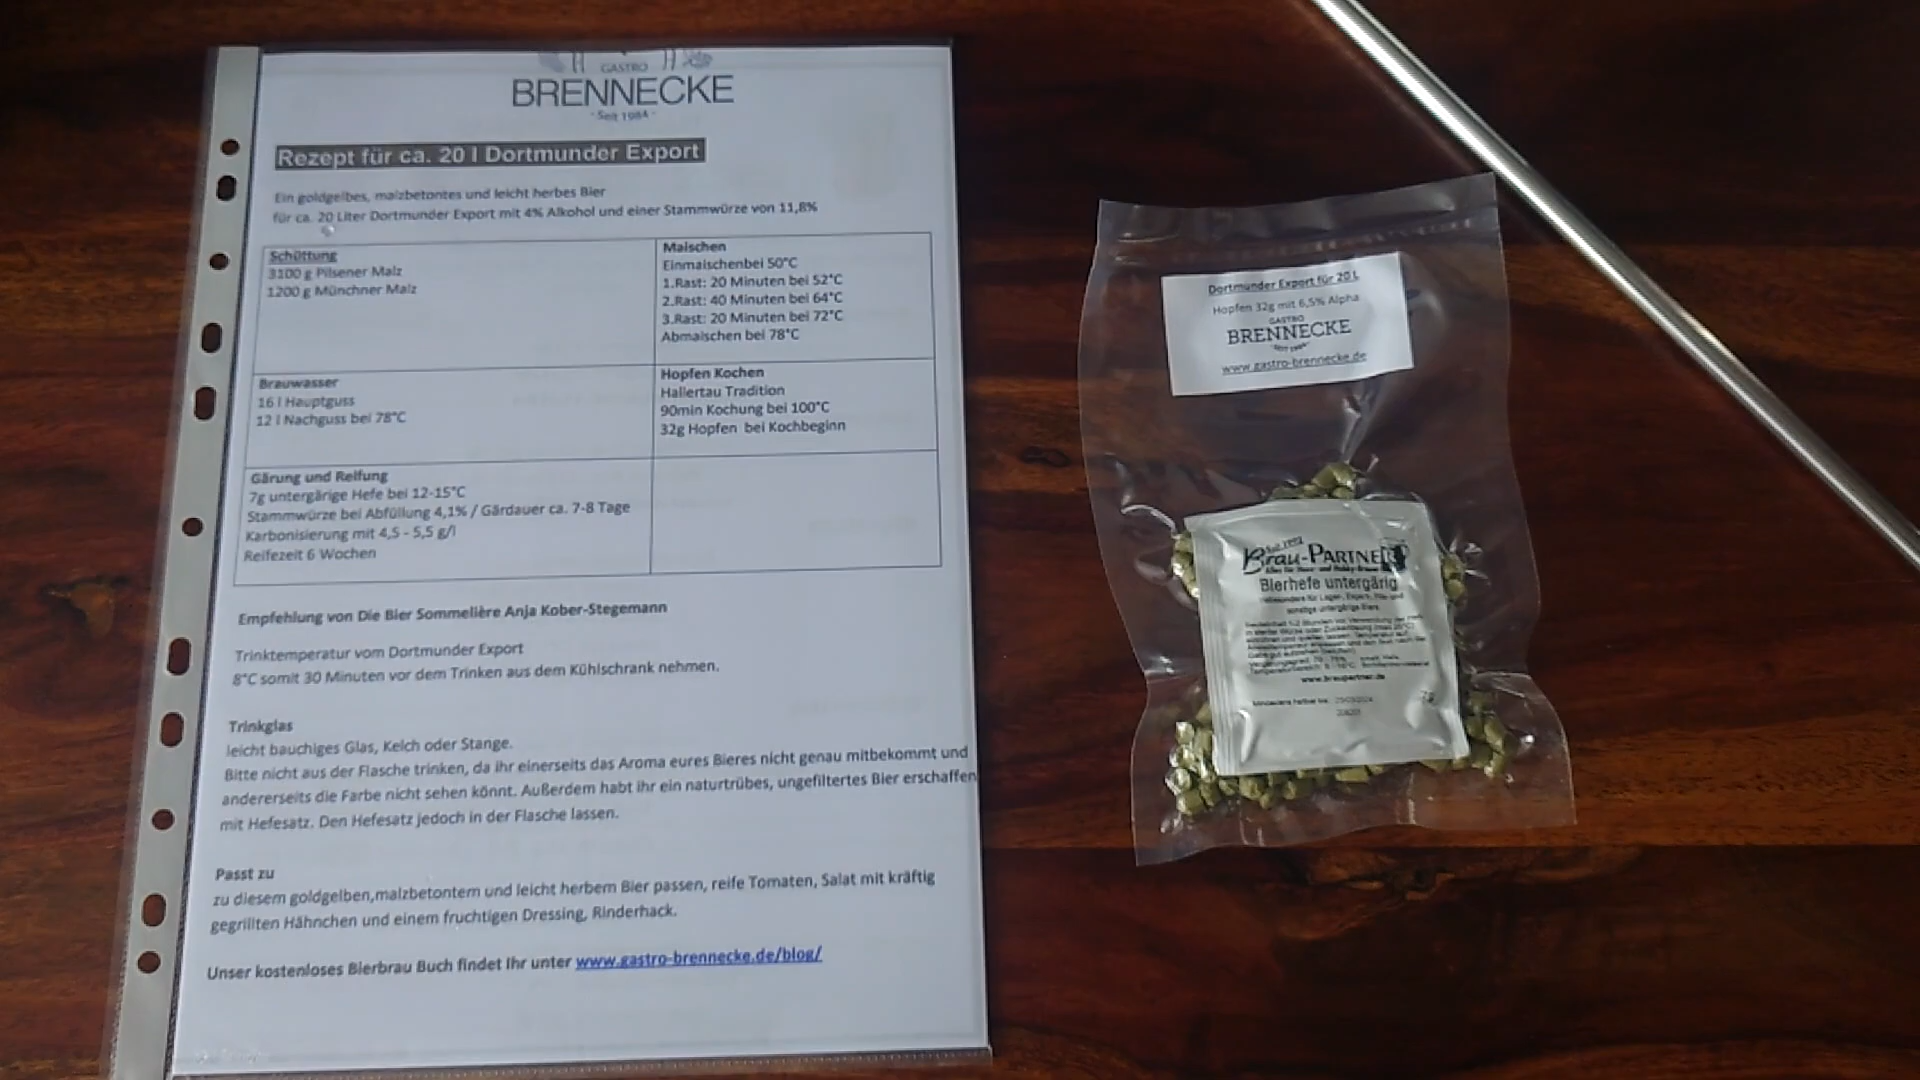 GASTRO
BRENNECKE
- Seit 1984 -
Rezept für ca. 20 l Dortmunder Export
Ein goldgelbes, malzbetontes und leicht herbes Bier
für ca. 20 Liter Dortmunder Export mit 4% Alkohol und einer Stammwürze von 11,8%
Schüttung
3100 g Pilsener Malz
1200 g Münchner Malz
Maischen
Einmaischenbei 50°C
1.Rast: 20 Minuten bei 52°C
2.Rast: 40 Minuten bei 64°C
3.Rast: 20 Minuten bei 72°C
Abmaischen bei 78°C
Brauwasser
16 l Hauptguss
12 l Nachguss bei 78°C
Hopfen Kochen
Hallertau Tradition
90min Kochung bei 100°C
32g Hopfen bei Kochbeginn
Gärung und Reifung
7g untergärige Hefe bei 12-15°C
Stammwürze bei Abfüllung 4,1% / Gärdauer ca. 7-8 Tage
Karbonisierung mit 4,5 - 5,5 g/l
Reifezeit 6 Wochen
Empfehlung von Die Bier Sommelière Anja Kober-Stegemann
Trinktemperatur vom Dortmunder Export
8°C somit 30 Minuten vor dem Trinken aus dem Kühlschrank nehmen.
Trinkglas
leicht bauchiges Glas, Kelch oder Stange.
Bitte nicht aus der Flasche trinken, da ihr einerseits das Aroma eures Bieres nicht genau mitbekommt und
andererseits die Farbe nicht sehen könnt. Außerdem habt ihr ein naturtrübes, ungefiltertes Bier erschaffen
mit Hefesatz. Den Hefesatz jedoch in der Flasche lassen.
Passt zu
zu diesem goldgelben,malzbetontem und leicht herbem Bier passen, reife Tomaten, Salat mit kräftig
gegrillten Hähnchen und einem fruchtigen Dressing, Rinderhack.
Unser kostenloses Bierbrau Buch findet Ihr unter www.gastro-brennecke.de/blog/
Dortmunder Export für 20 L
Hopfen 32g mit 6,5% Alpha
GASTRO
BRENNECKE
SEIT 1984
www.gastro-brennecke.de
Seit 1992
Brau-PARTNER
Bierhefe untergärig
sonstige untergärige Biere
www.braupartner.de